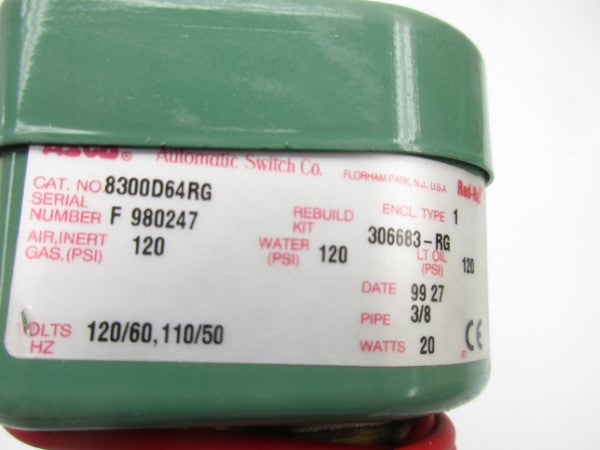 Asco® Automatic Switch Co. FLORHAM PARK, N.J., U.S.A.
CAT. NO. 8300D64RG
SERIAL NUMBER F 980247
REBUILD KIT 306683-RG
ENCL. TYPE 1
AIR, INERT GAS, (PSI) 120
WATER (PSI) 120
LT OIL (PSI) 120
DATE 99 27
PIPE 3/8
OLTS HZ 120/60, 110/50
WATTS 20
CE